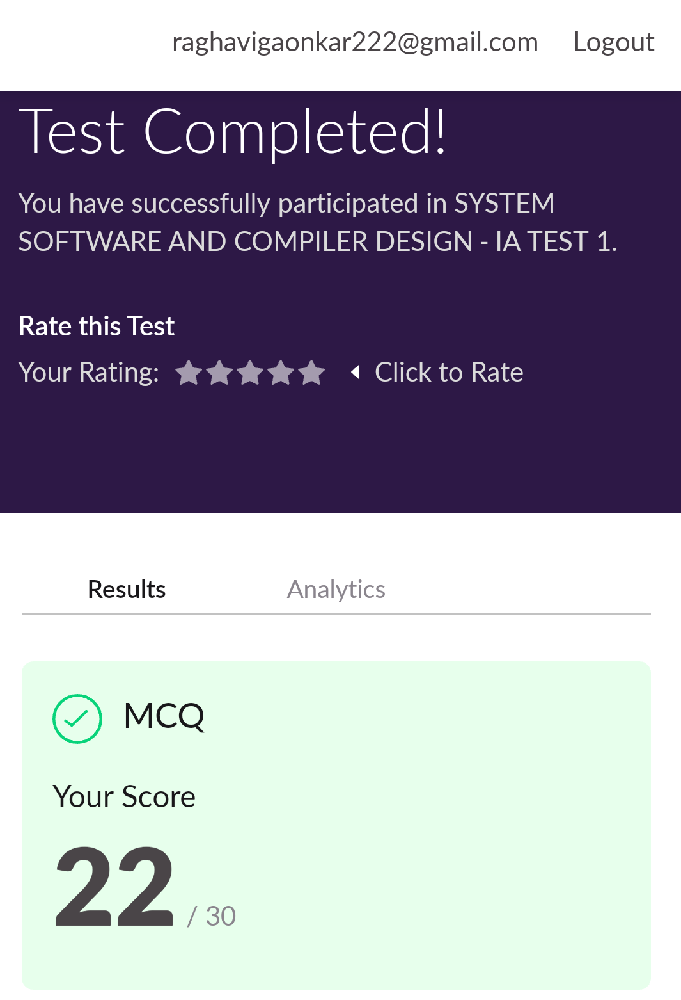 raghavigaonkar222@gmail.com Logout
Test Completed!
You have successfully participated in SYSTEM
SOFTWARE AND COMPILER DESIGN - IA TEST 1.
Rate this Test
Your Rating: Click to Rate
Results Analytics
MCQ
Your Score
22 / 30